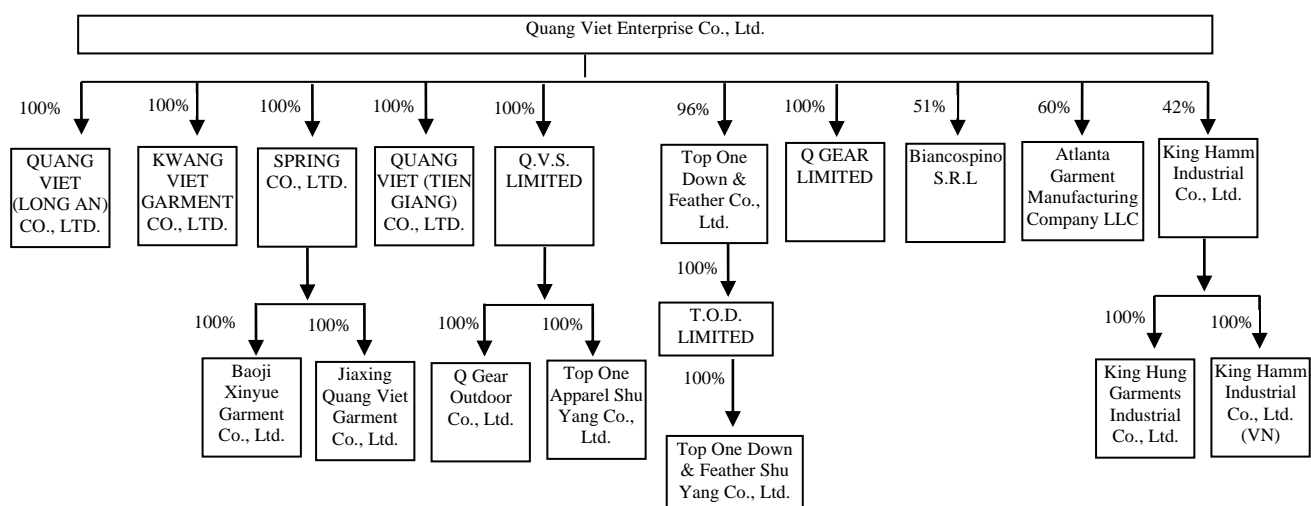 Quang Viet Enterprise Co., Ltd.
100%
100%
100%
100%
100%
96%
100%
51%
60%
42%
QUANG
VIET
(LONG AN)
CO., LTD.
KWANG
VIET
GARMENT
CO., LTD.
SPRING
CO., LTD.
QUANG
VIET (TIEN
GIANG)
CO., LTD.
Q.V.S.
LIMITED
Top One
Down &
Feather Co.,
Ltd.
Q GEAR
LIMITED
Biancospino
S.R.L
Atlanta
Garment
Manufacturing
Company LLC
King Hamm
Industrial
Co., Ltd.
100%
100%
100%
100%
100%
100%
100%
T.O.D.
LIMITED
100%
Baoji
Xinyue
Garment
Co., Ltd.
Jiaxing
Quang Viet
Garment
Co., Ltd.
Q Gear
Outdoor
Co., Ltd.
Top One
Apparel Shu
Yang Co.,
Ltd.
King Hung
Garments
Industrial
Co., Ltd.
King Hamm
Industrial
Co., Ltd.
(VN)
Top One Down
& Feather Shu
Yang Co., Ltd.